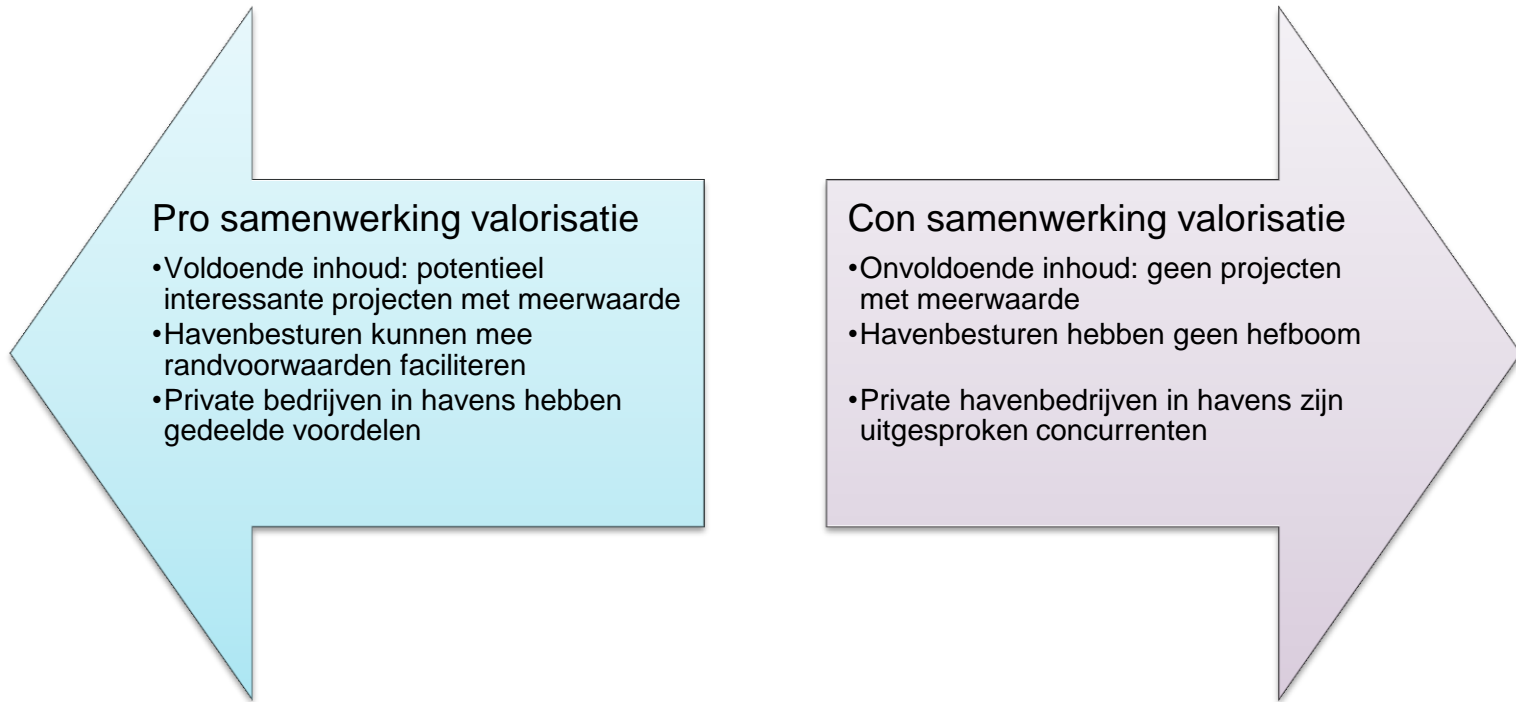 Pro samenwerking valorisatie
•Voldoende inhoud: potentieel
interessante projecten met meerwaarde
•Havenbesturen kunnen mee
randvoorwaarden faciliteren
•Private bedrijven in havens hebben
gedeelde voordelen
Con samenwerking valorisatie
•Onvoldoende inhoud: geen projecten
met meerwaarde
•Havenbesturen hebben geen hefboom
•Private havenbedrijven in havens zijn
uitgesproken concurrenten